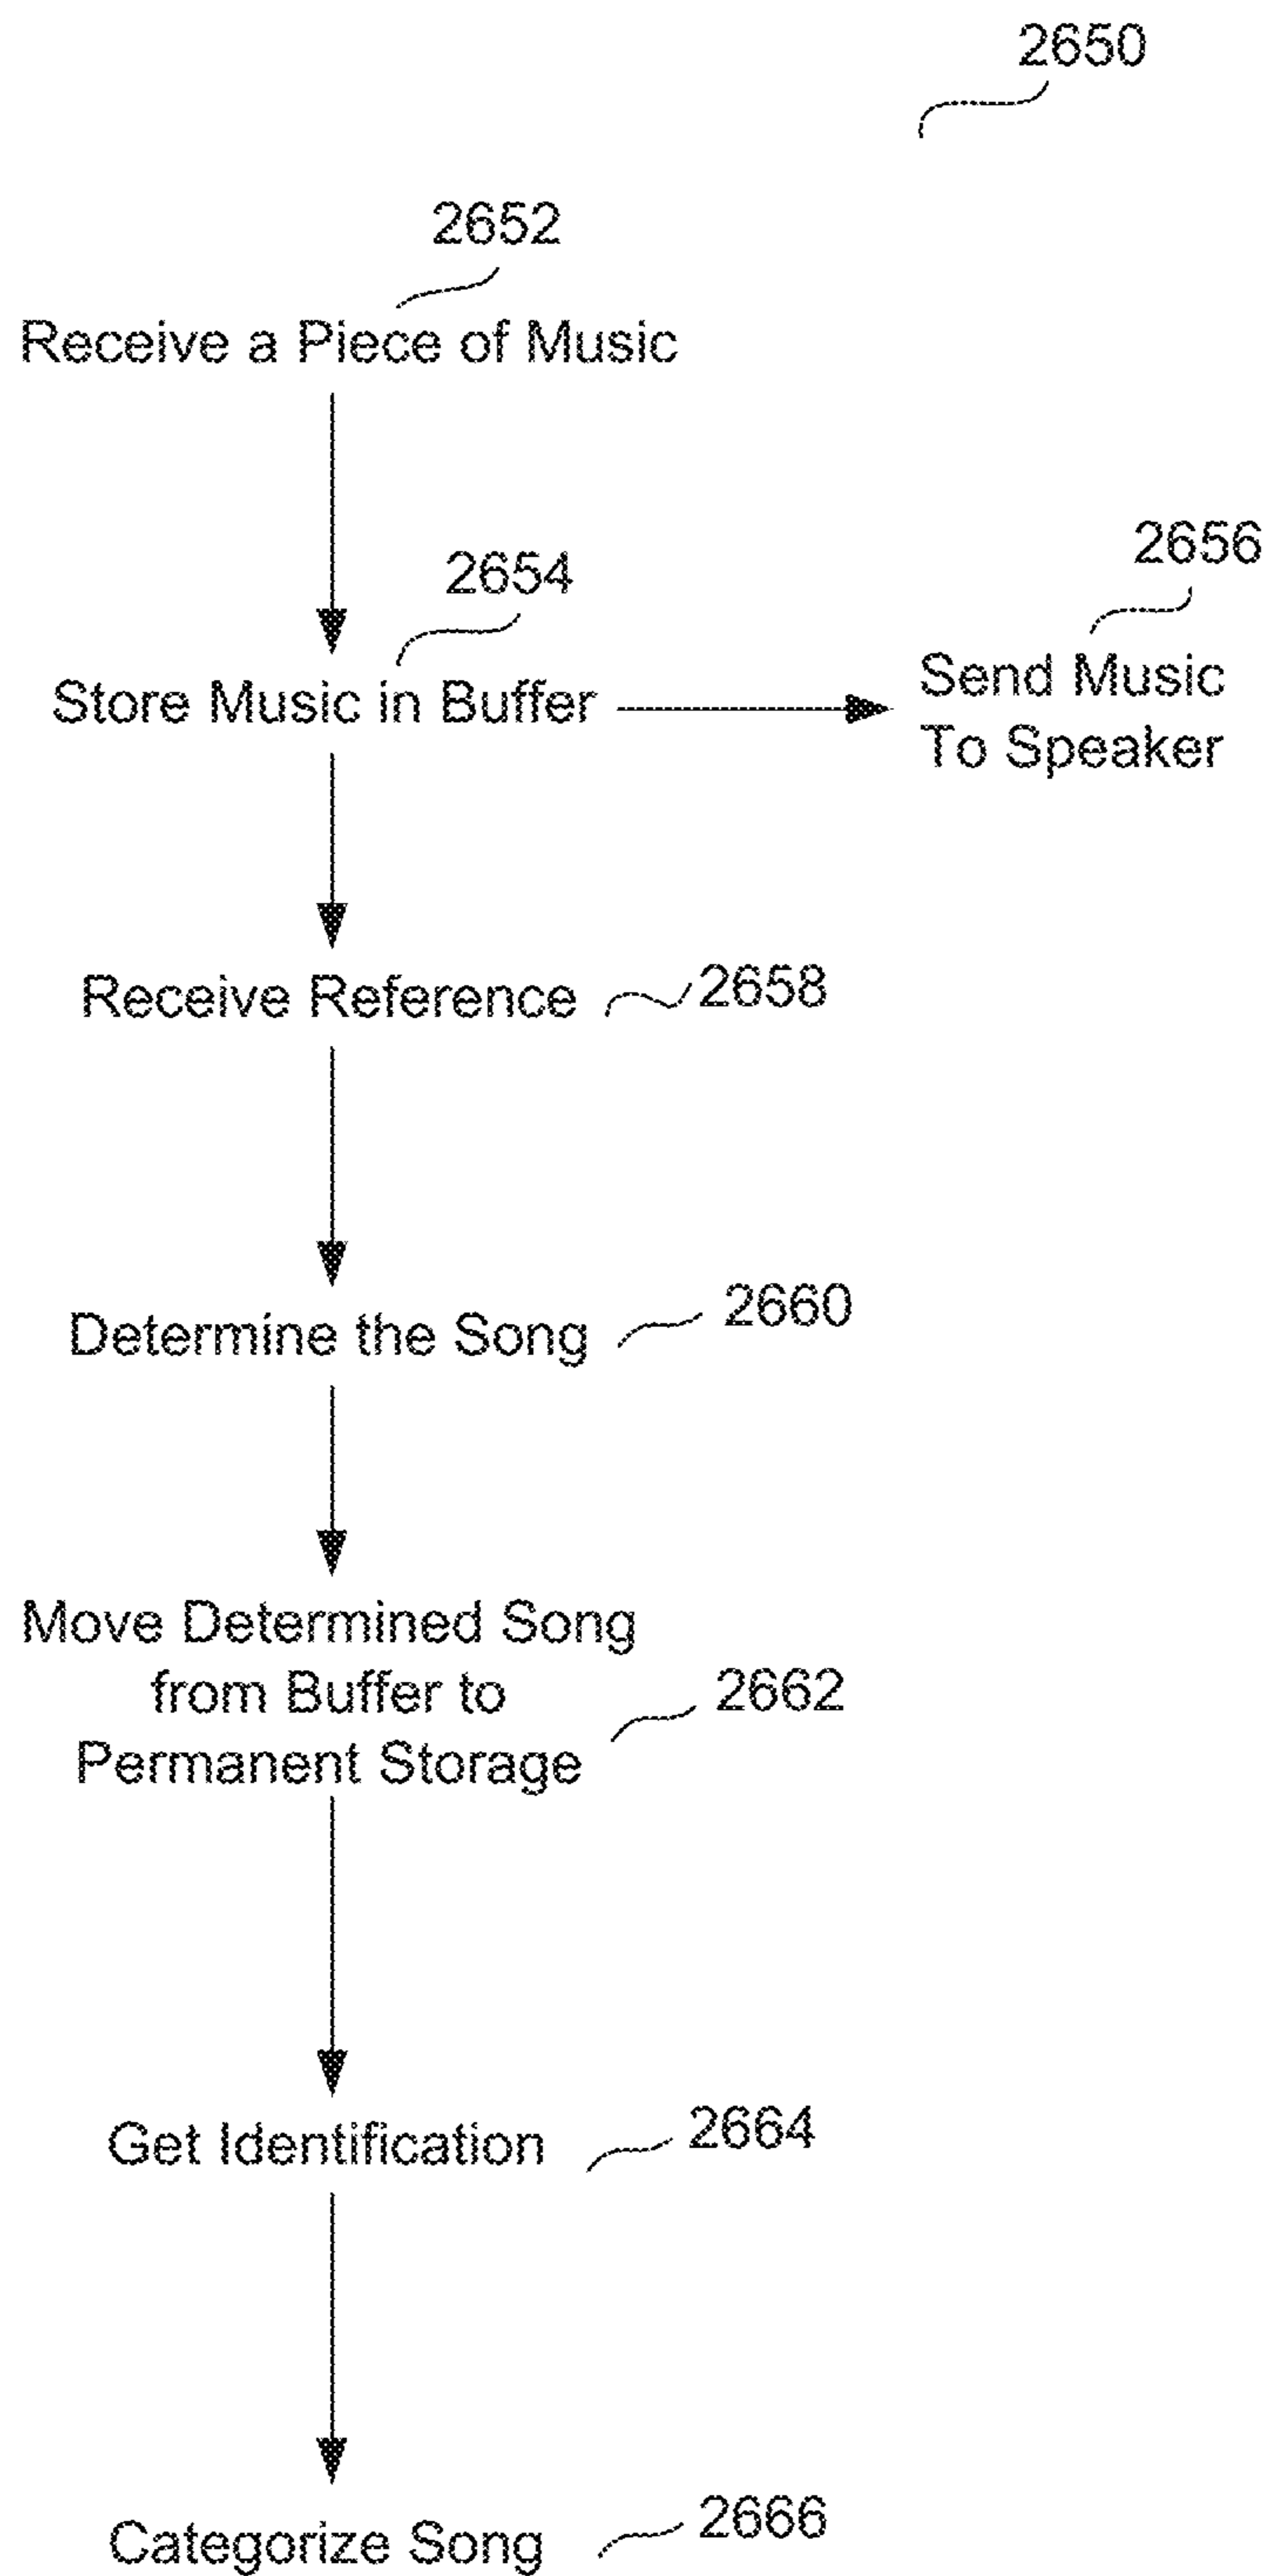 2650
2652
Receive a Piece of Music
2654
2656
Store Music in Buffer
Send Music
To Speaker
Receive Reference
2658
Determine the Song
2660
Move Determined Song
from Buffer to
Permanent Storage
2662
Get Identification
2664
Categorize Song
2666